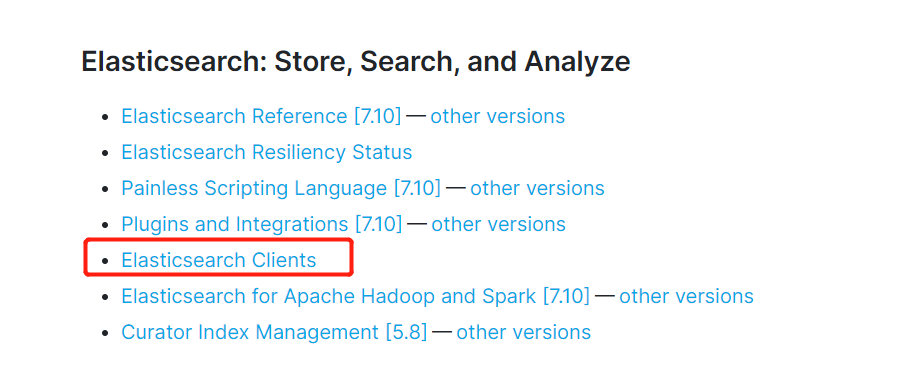 Elasticsearch: Store, Search, and Analyze
• Elasticsearch Reference [7.10] — other versions
• Elasticsearch Resiliency Status
• Painless Scripting Language [7.10] — other versions
• Plugins and Integrations [7.10] — other versions
• Elasticsearch Clients
• Elasticsearch for Apache Hadoop and Spark [7.10] — other versions
• Curator Index Management [5.8] — other versions